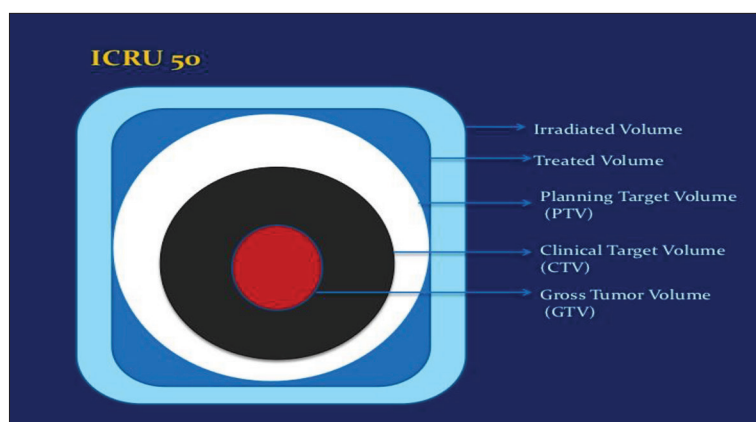 ICRU 50
Irradiated Volume
Treated Volume
Planning Target Volume
(PTV)
Clinical Target Volume
(CTV)
Gross Tumor Volume
(GTV)